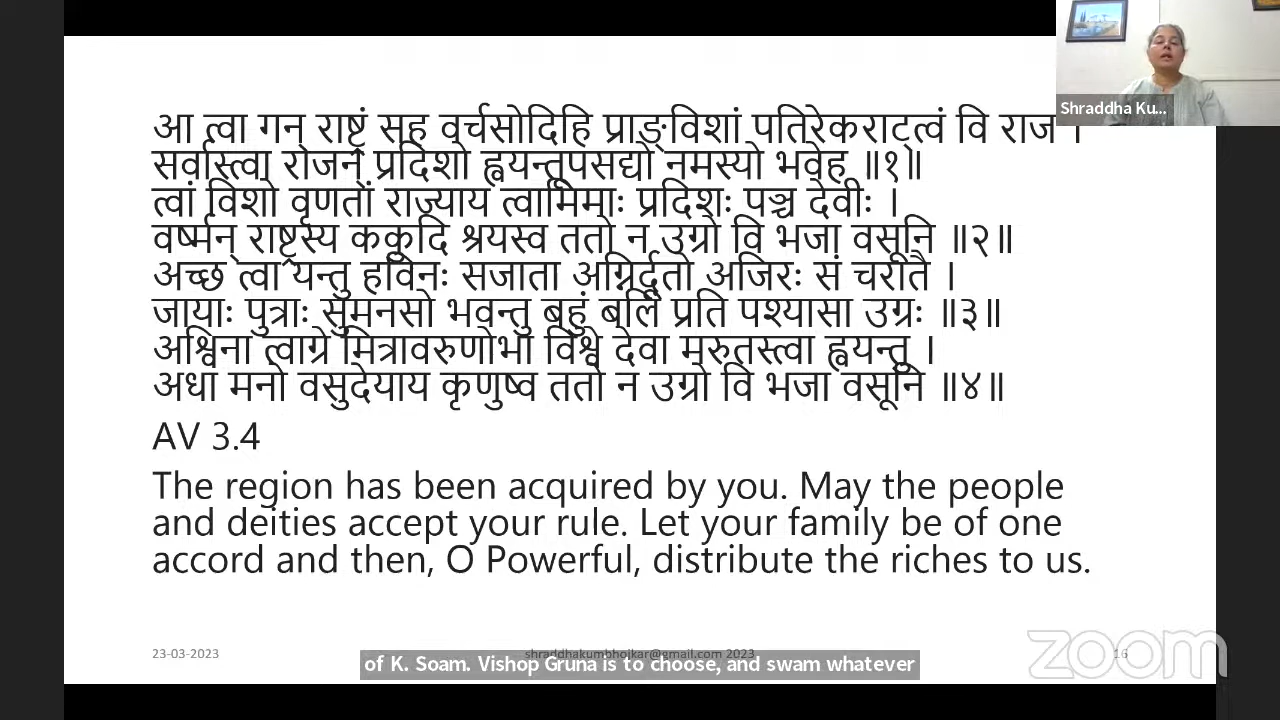 आ त्वा गन् राष्ट्रं सह वर्चसोदिहि प्राङ्विशां पतिरेकराट्त्वं वि राज ।
सर्वास्त्वा राजन् प्रदिशो ह्वयन्तूपसद्यो नमस्यो भवेह ॥१॥
त्वां विशो वृणतां राज्याय त्वामिमाः प्रदिशः पञ्च देवीः ।
वर्ष्मन् राष्ट्रस्य ककुदि श्रयस्व ततो न उग्रो वि भजा वसूनि ॥२॥
अच्छ त्वा यन्तु हविनः सजाता अग्निर्दूतो अजिरः सं चरातै ।
जायाः पुत्राः सुमनसो भवन्तु बहुं बलिं प्रति पश्यासा उग्रः ॥३॥
अश्विना त्वाग्रे मित्रावरुणोभा विश्वे देवा मरुतस्त्वा ह्वयन्तु ।
अधा मनो वसुदेयाय कृणुष्व ततो न उग्रो वि भजा वसूनि ॥४॥
AV 3.4
The region has been acquired by you. May the people
and deities accept your rule. Let your family be of one
accord and then, O Powerful, distribute the riches to us.
Shraddha Ku...
23-03-2023
shraddhakumbhojkar@gmail.com 2023
16
of K. Soam. Vishop Gruna is to choose, and swam whatever
zoom